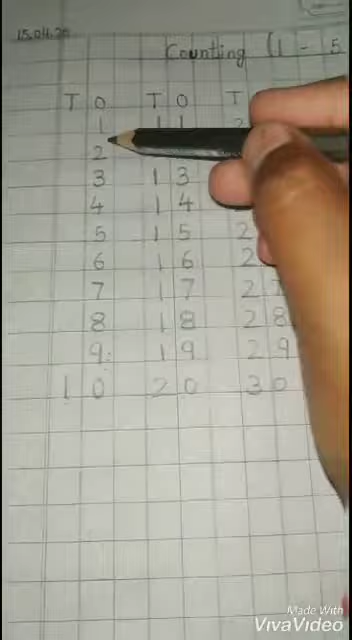 15.04.20
Counting (1 - 5
T O T O T
1 11 2
2
3 13
4 14
5 15 2
6 16 2
7 17 27
8 18 28
9 19 29
10 20 30
Made With
VivaVideo